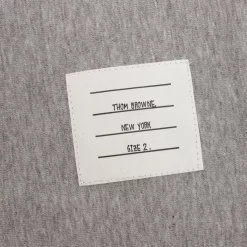 THOM BROWNE.
NEW YORK
SIZE 2.